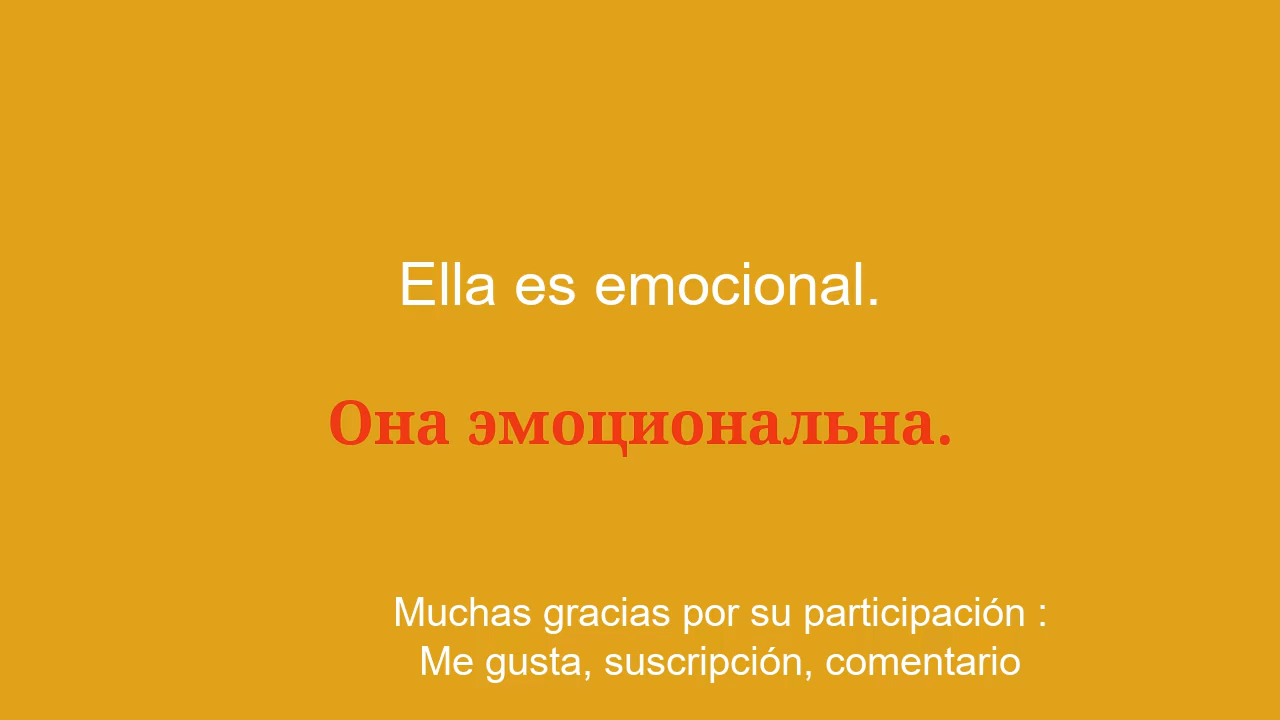 Ella es emocional.
Она эмоциональна.
Muchas gracias por su participación :
Me gusta, suscripción, comentario